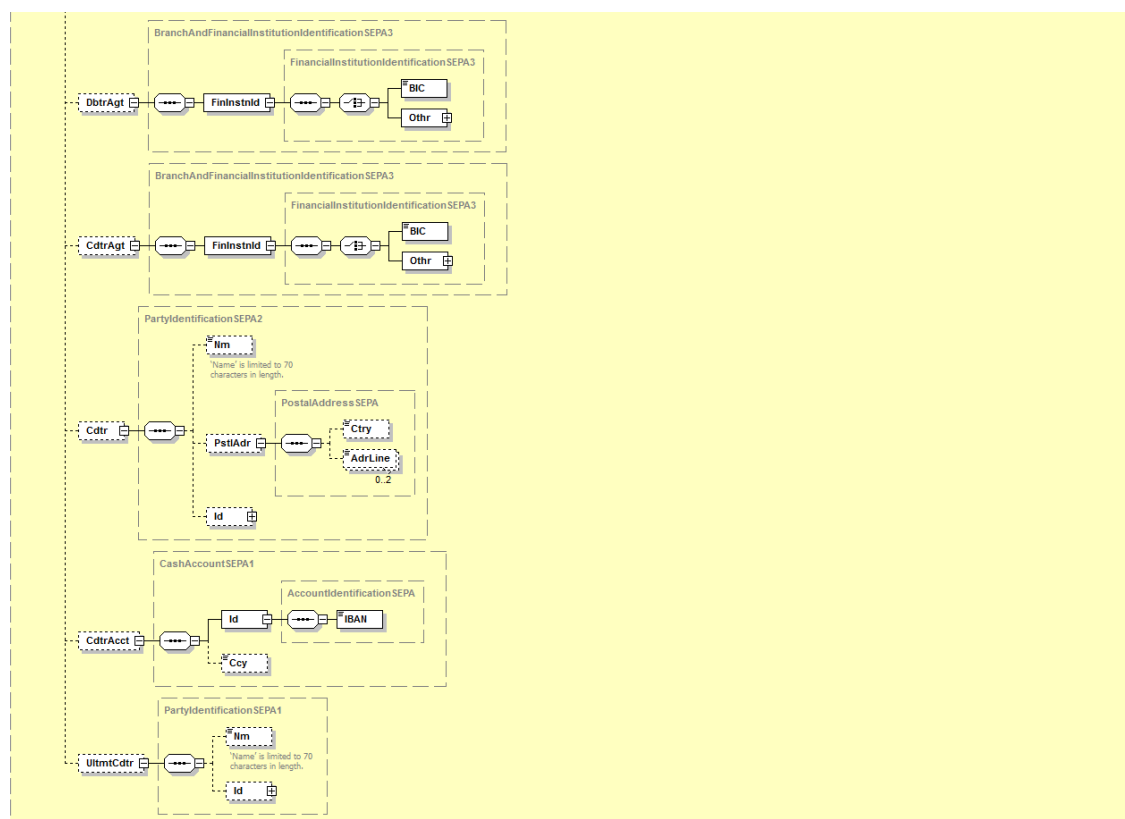 BranchAndFinancialInstitutionIdentificationSEPA3
FinancialInstitutionIdentificationSEPA3
BIC
DbtrAgt
FinInstnId
Othr
BranchAndFinancialInstitutionIdentificationSEPA3
FinancialInstitutionIdentificationSEPA3
BIC
CdtrAgt
FinInstnId
Othr
PartyIdentificationSEPA2
Nm
'Name' is limited to 70
characters in length.
PostalAddressSEPA
Ctry
Cdtr
PstlAdr
AdrLine
0..2
Id
CashAccountSEPA1
AccountIdentificationSEPA
Id
IBAN
CdtrAcct
Ccy
PartyIdentificationSEPA1
Nm
'Name' is limited to 70
characters in length.
UltmtCdtr
Id